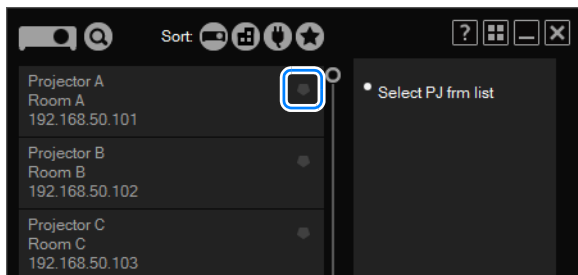 Sort:
?
Projector A
Room A
192.168.50.101
Select PJ frm list
Projector B
Room B
192.168.50.102
Projector C
Room C
192.168.50.103